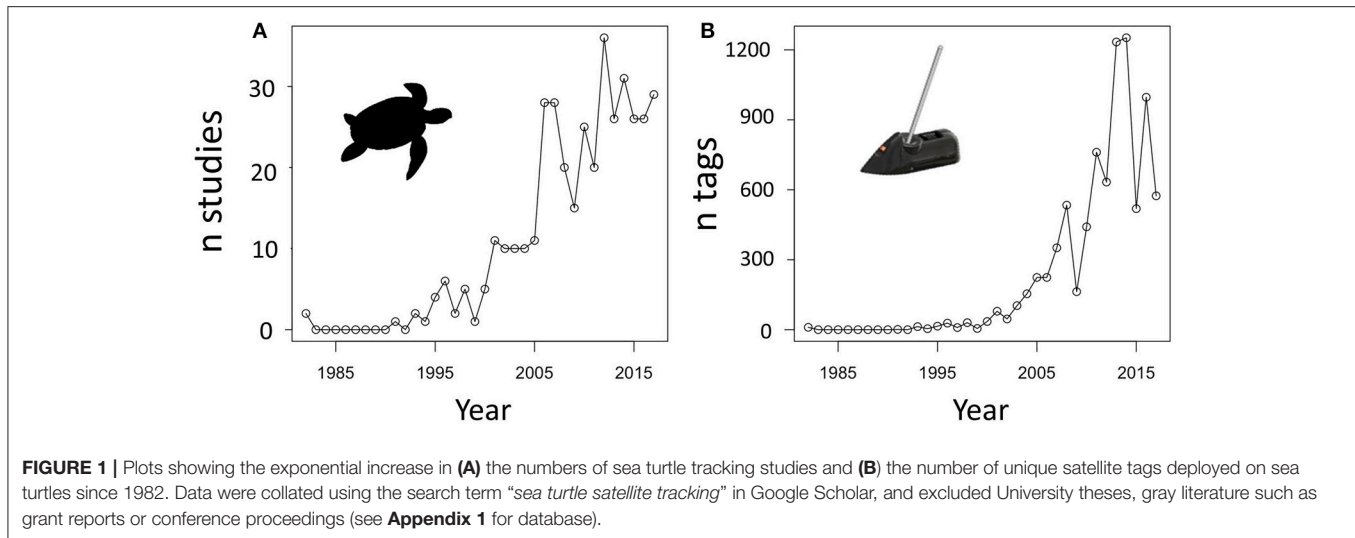 A
n studies
30
20
10
0
1985
1995
2005
2015
Year
B
n tags
1200
900
600
300
0
1985
1995
2005
2015
Year
FIGURE 1 | Plots showing the exponential increase in (A) the numbers of sea turtle tracking studies and (B) the number of unique satellite tags deployed on sea
turtles since 1982. Data were collated using the search term “sea turtle satellite tracking” in Google Scholar, and excluded University theses, gray literature such as
grant reports or conference proceedings (see Appendix 1 for database).